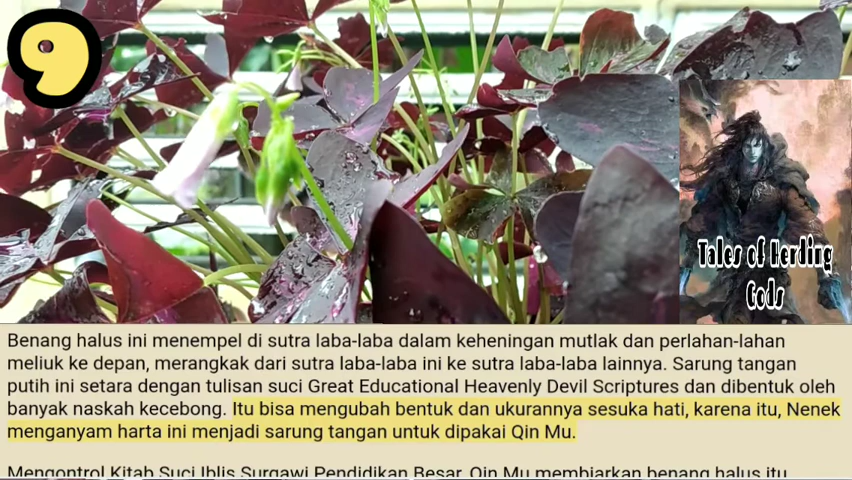 9
Tales of Herding
Gods
Benang halus ini menempel di sutra laba-laba dalam keheningan mutlak dan perlahan-lahan
meliuk ke depan, merangkak dari sutra laba-laba ini ke sutra laba-laba lainnya. Sarung tangan
putih ini setara dengan tulisan suci Great Educational Heavenly Devil Scriptures dan dibentuk oleh
banyak naskah kecebong. Itu bisa mengubah bentuk dan ukurannya sesuka hati, karena itu, Nenek
menganyam harta ini menjadi sarung tangan untuk dipakai Qin Mu.
Mengontrol Kitab Suci Iblis Surgawi Pendidikan Besar, Qin Mu membiarkan benang halus itu